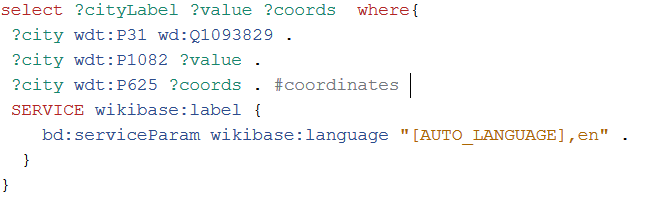 select ?cityLabel ?value ?coords  where{
 ?city wdt:P31 wd:Q1093829 .
 ?city wdt:P1082 ?value .
 ?city wdt:P625 ?coords . #coordinates
 SERVICE wikibase:label {
    bd:serviceParam wikibase:language "[AUTO_LANGUAGE],en" .
  }
}